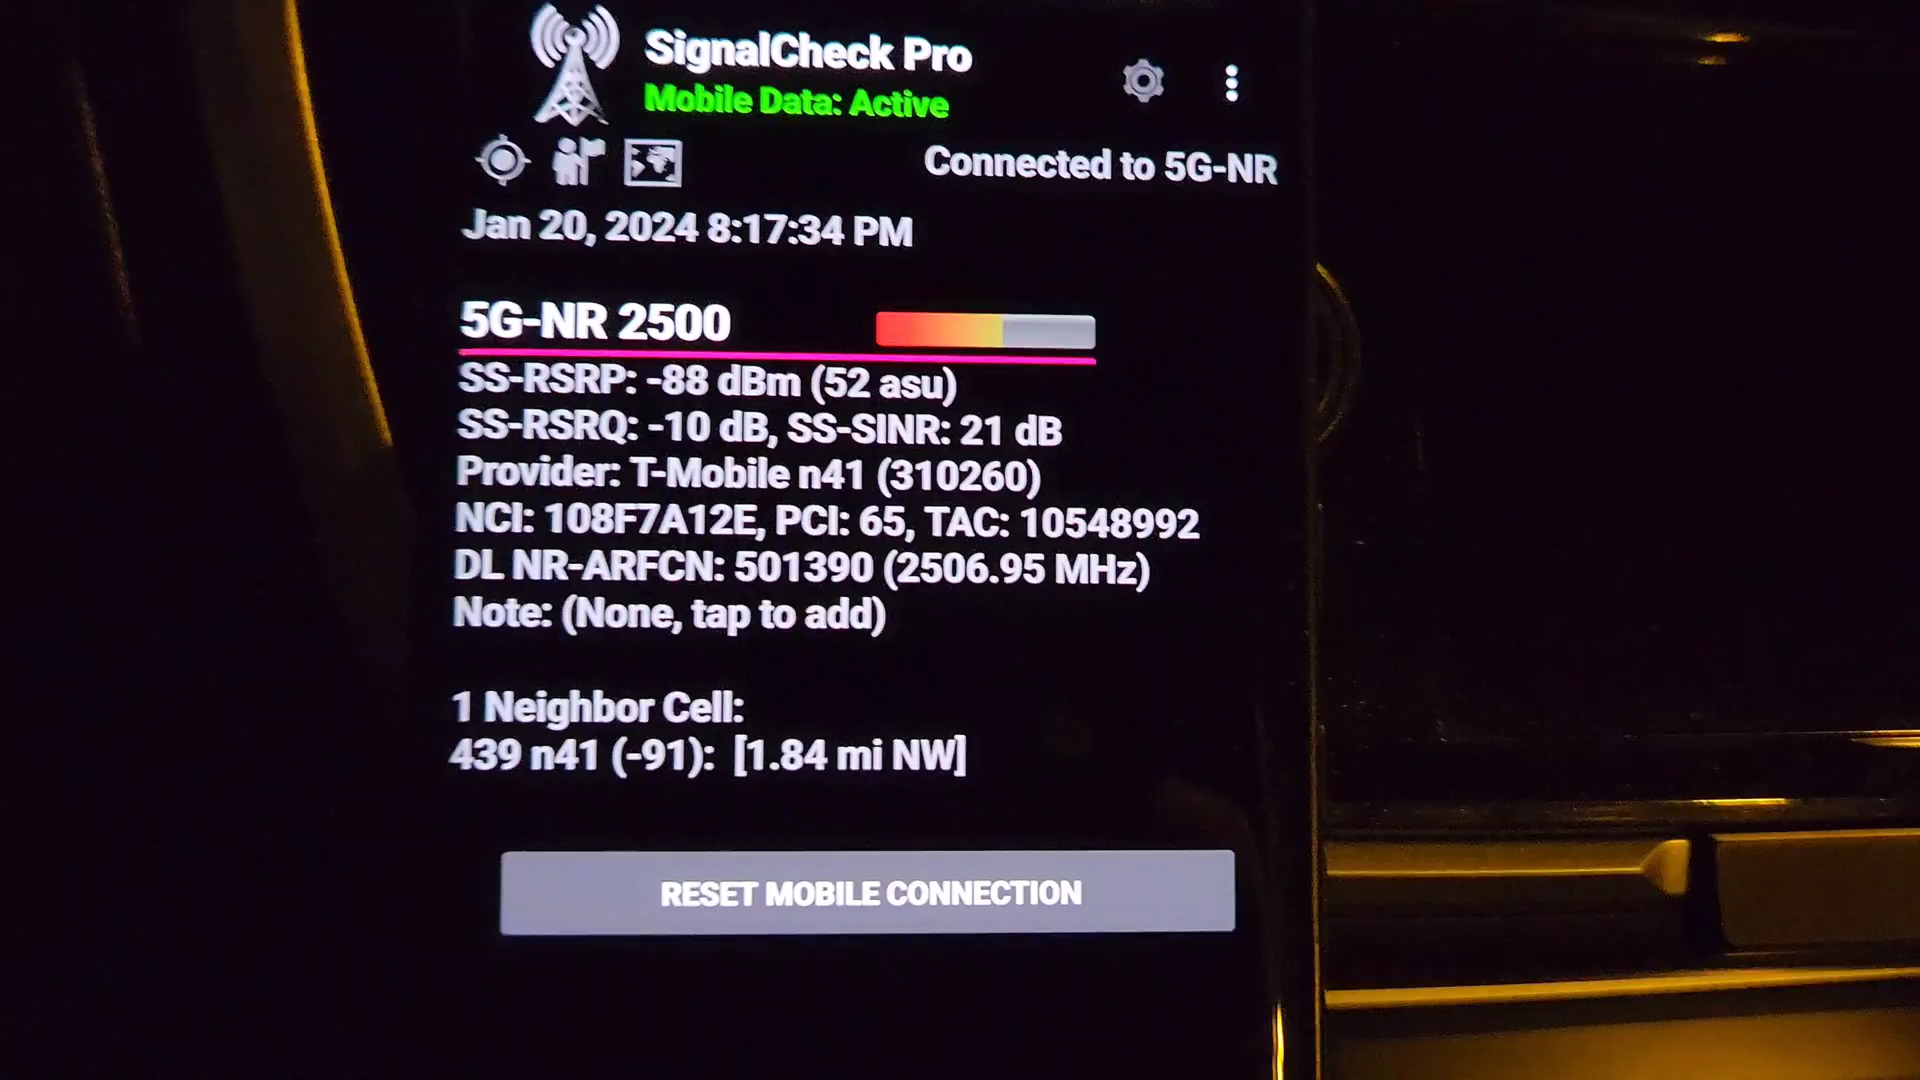 SignalCheck Pro
Mobile Data: Active
Connected to 5G-NR
Jan 20, 2024 8:17:34 PM
5G-NR 2500
SS-RSRP: -88 dBm (52 asu)
SS-RSRQ: -10 dB, SS-SINR: 21 dB
Provider: T-Mobile n41 (310260)
NCI: 108F7A12E, PCI: 65, TAC: 10548992
DL NR-ARFCN: 501390 (2506.95 MHz)
Note: (None, tap to add)
1 Neighbor Cell:
439 n41 (-91): [1.84 mi NW]
RESET MOBILE CONNECTION